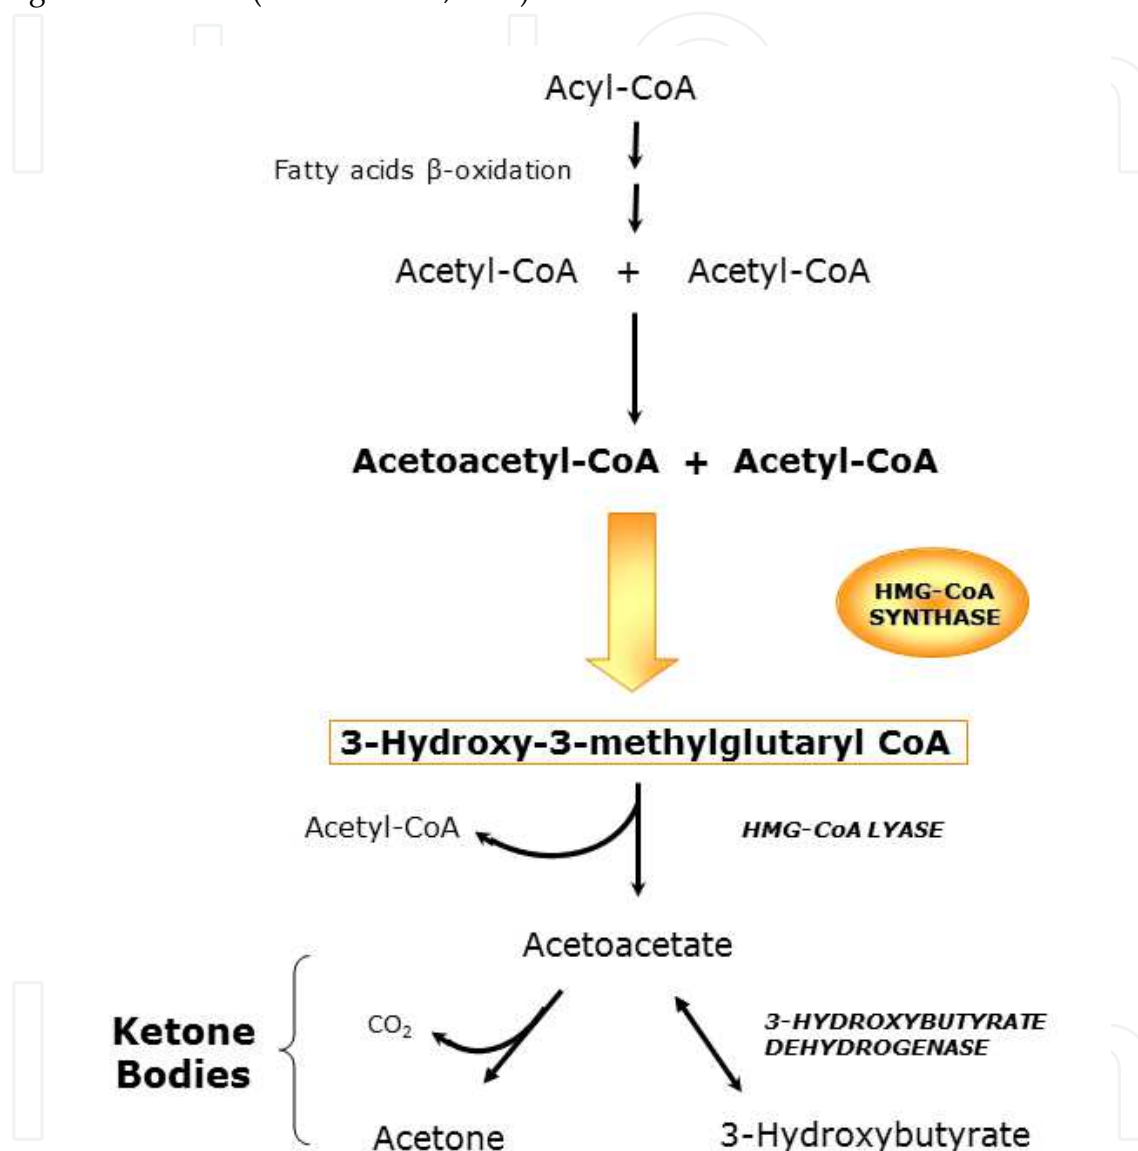 Acyl-CoA
Fatty acids β-oxidation
Acetyl-CoA + Acetyl-CoA
Acetoacetyl-CoA + Acetyl-CoA
HMG-CoA
SYNTHASE
3-Hydroxy-3-methylglutaryl CoA
Acetyl-CoA
HMG-CoA LYASE
Acetoacetate
Ketone
Bodies
CO₂
3-HYDROXYBUTYRATE
DEHYDROGENASE
Acetone
3-Hydroxybutyrate